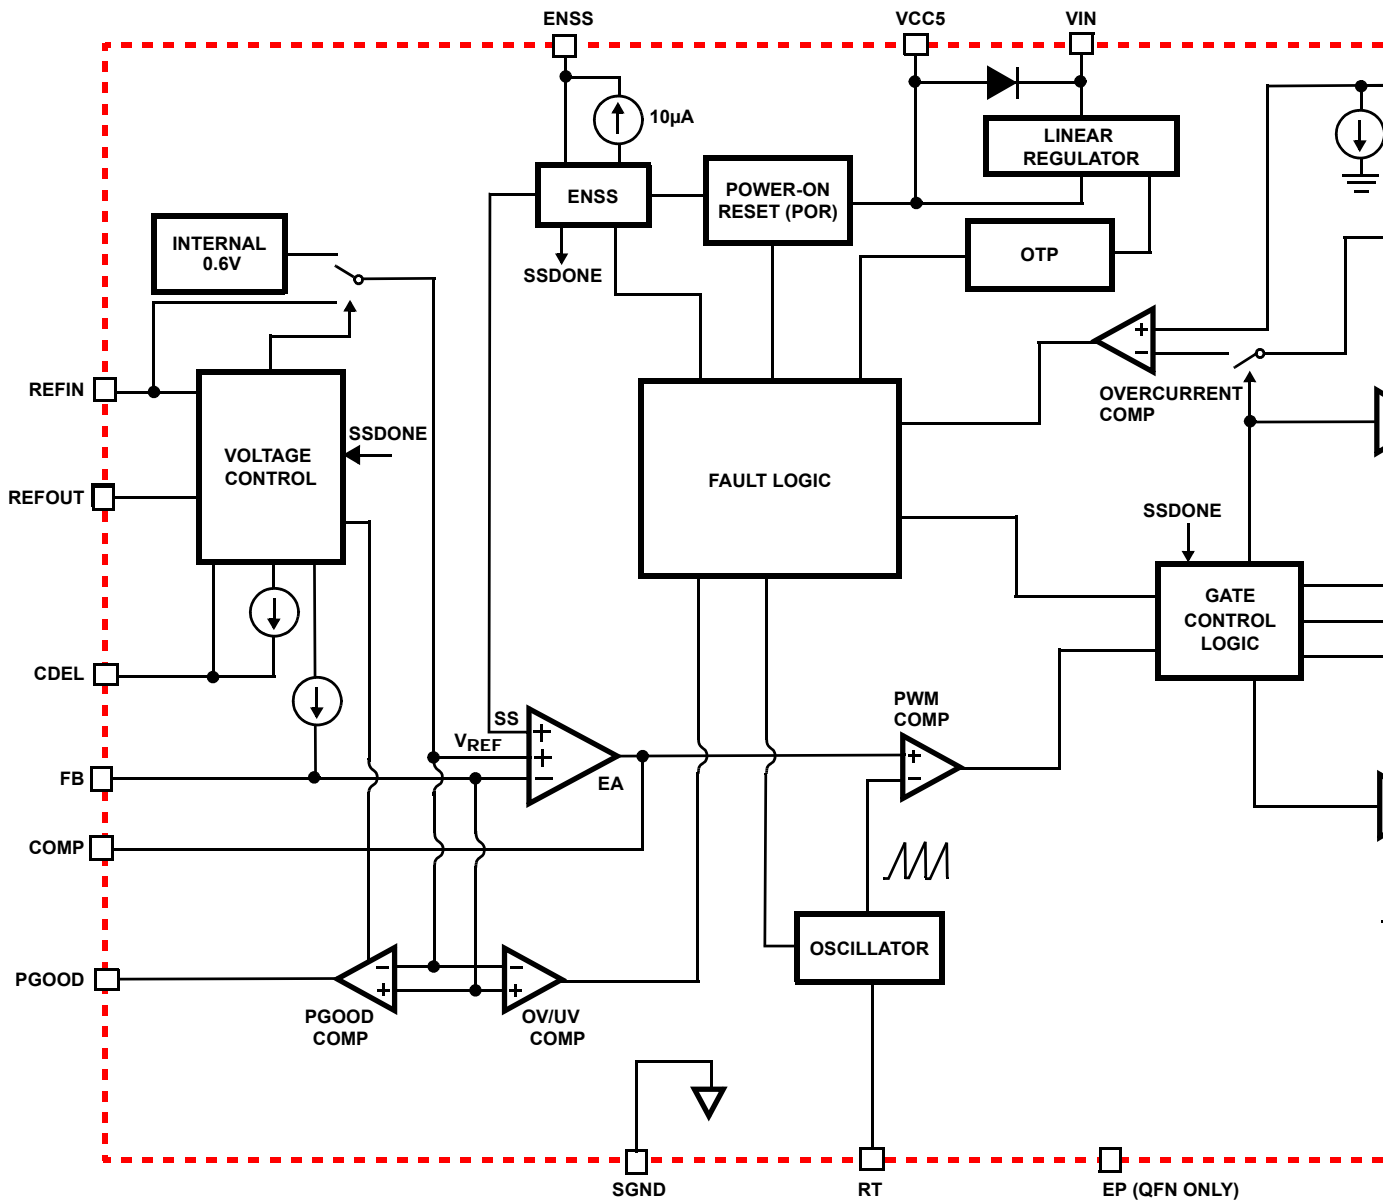 ENSS
VCC5
VIN
10µA
LINEAR
REGULATOR
ENSS
POWER-ON
RESET (POR)
INTERNAL
0.6V
OTP
SSDONE
+
−
REFIN
OVERCURRENT
COMP
SSDONE
VOLTAGE
CONTROL
FAULT LOGIC
REFOUT
SSDONE
GATE
CONTROL
LOGIC
CDEL
PWM
COMP
SS
+
VREF
+
−
EA
+
−
FB
COMP
OSCILLATOR
PGOOD
−
+
−
+
PGOOD
COMP
OV/UV
COMP
SGND
RT
EP (QFN ONLY)